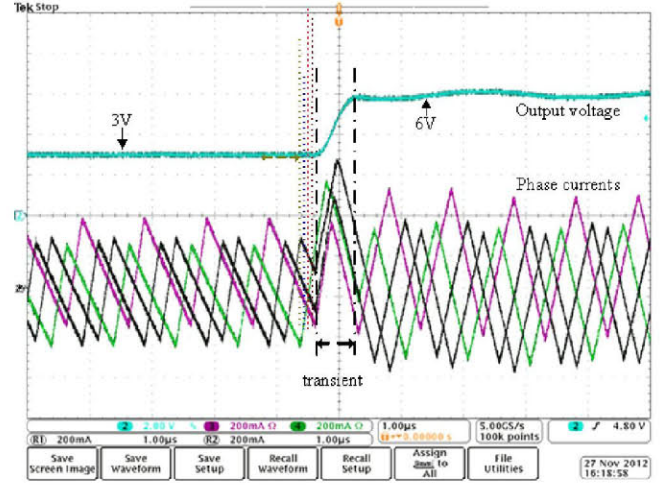 Tek Stop
3V
6V
Output voltage
Phase currents
transient
2 2.00 V 3 200mA Ω 4 200mA Ω 1.00µs 5.00GS/s 2 4.80 V
R1 200mA 1.00µs R2 200mA 1.00µs 0.00000 s 100k points
Save Screen Image
Save Waveform
Save Setup
Recall Waveform
Recall Setup
Assign to All
File Utilities
27 Nov 2012
16:18:58